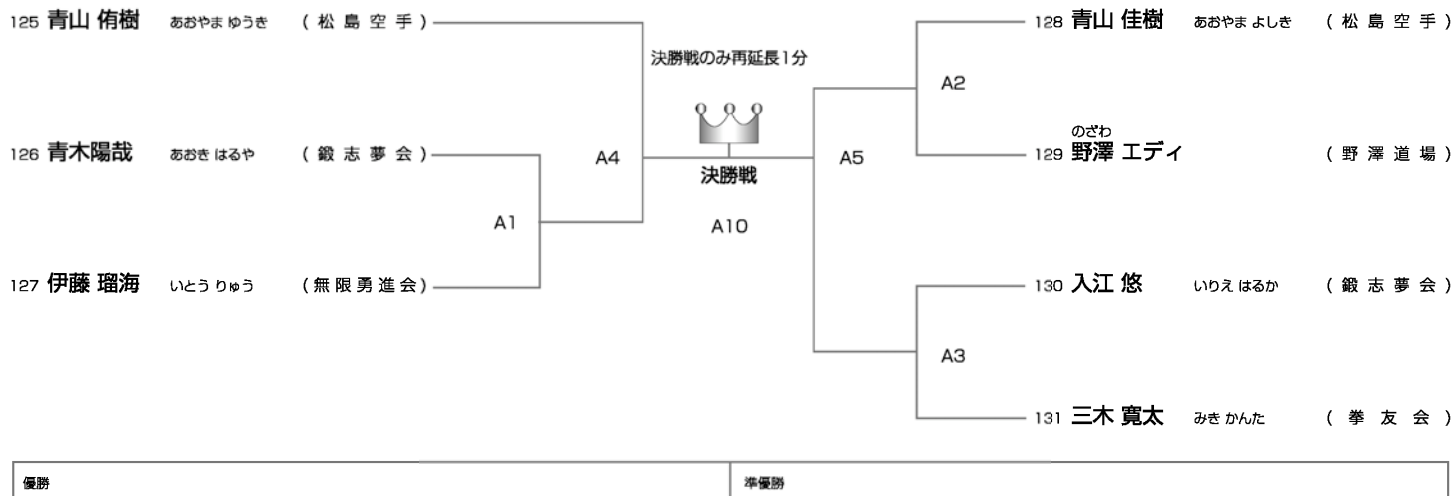 125 青山 侑樹 あおやま ゆうき (松島空手)
126 青木陽哉 あおき はるや (鍛志夢会)
127 伊藤 瑠海 いとう りゅう (無限勇進会)
A1
A4
決勝戦のみ再延長1分
決勝戦
A10
A5
A2
A3
128 青山 佳樹 あおやま よしき (松島空手)
のざわ
129 野澤 エディ (野澤道場)
130 入江 悠 いりえ はるか (鍛志夢会)
131 三木 寛太 みき かんた (拳友会)
優勝
準優勝